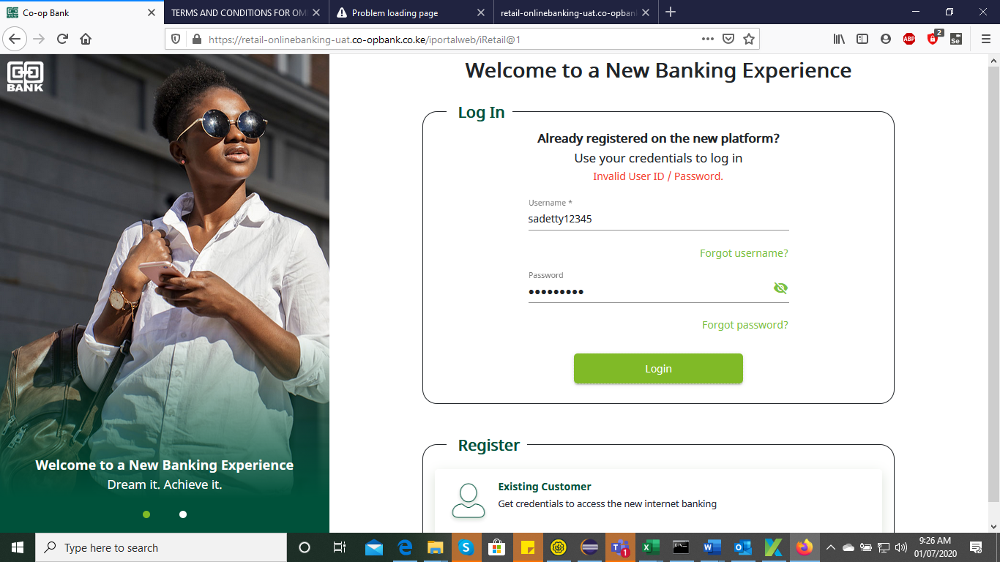 Co-op Bank
TERMS AND CONDITIONS FOR OM
Problem loading page
retail-onlinebanking-uat.co-opban
https://retail-onlinebanking-uat.co-opbank.co.ke/iportalweb/iRetail@1
ABP
2
Se
BANK
Welcome to a New Banking Experience
Log In
Already registered on the new platform?
Use your credentials to log in
Invalid User ID / Password.
Username *
sadetty12345
Forgot username?
Password
•••••••••
Forgot password?
Login
Register
Existing Customer
Get credentials to access the new internet banking
Welcome to a New Banking Experience
Dream it. Achieve it.
Type here to search
1
9:26 AM
01/07/2020